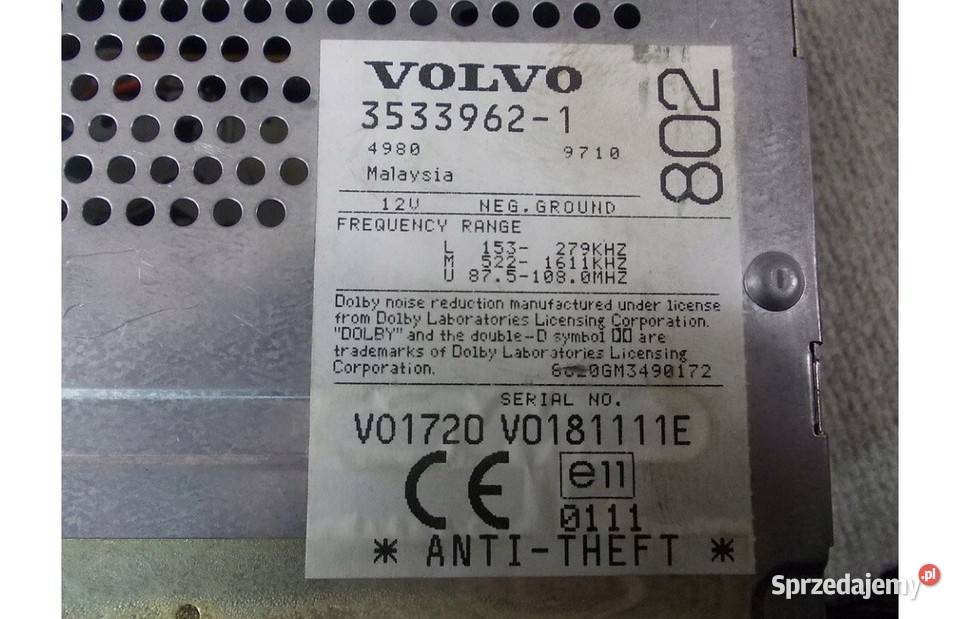 VOLVO
3533962-1
4980 9710
Malaysia
802
12V NEG.GROUND
FREQUENCY RANGE
L 153- 279KHZ
M 522- 1611KHZ
U 87.5-108.0MHZ
Dolby noise reduction manufactured under license
from Dolby Laboratories Licensing Corporation.
"DOLBY" and the double-D symbol are
trademarks of Dolby Laboratories Licensing
Corporation.
SERIAL NO.
V01720 V0181111E
CE e11
0111
* ANTI-THEFT *
Sprzedajemy.pl